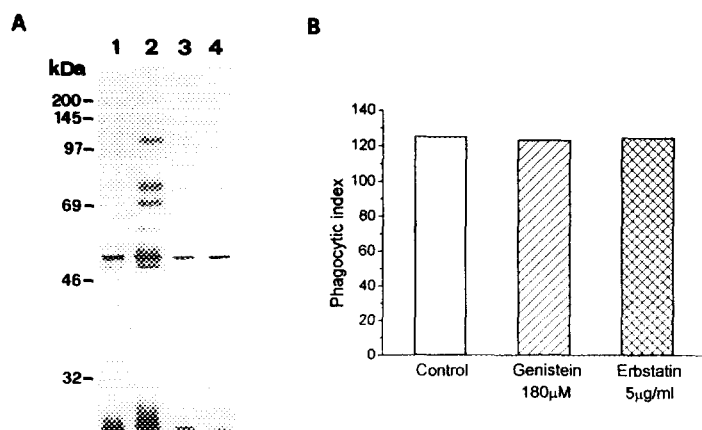 A
1 2 3 4
kDa
200-
145-
97-
69-
46-
32-
B
Phagocytic index
140
120
100
80
60
40
20
0
Control
Genistein
180μM
Erbstatin
5μg/ml